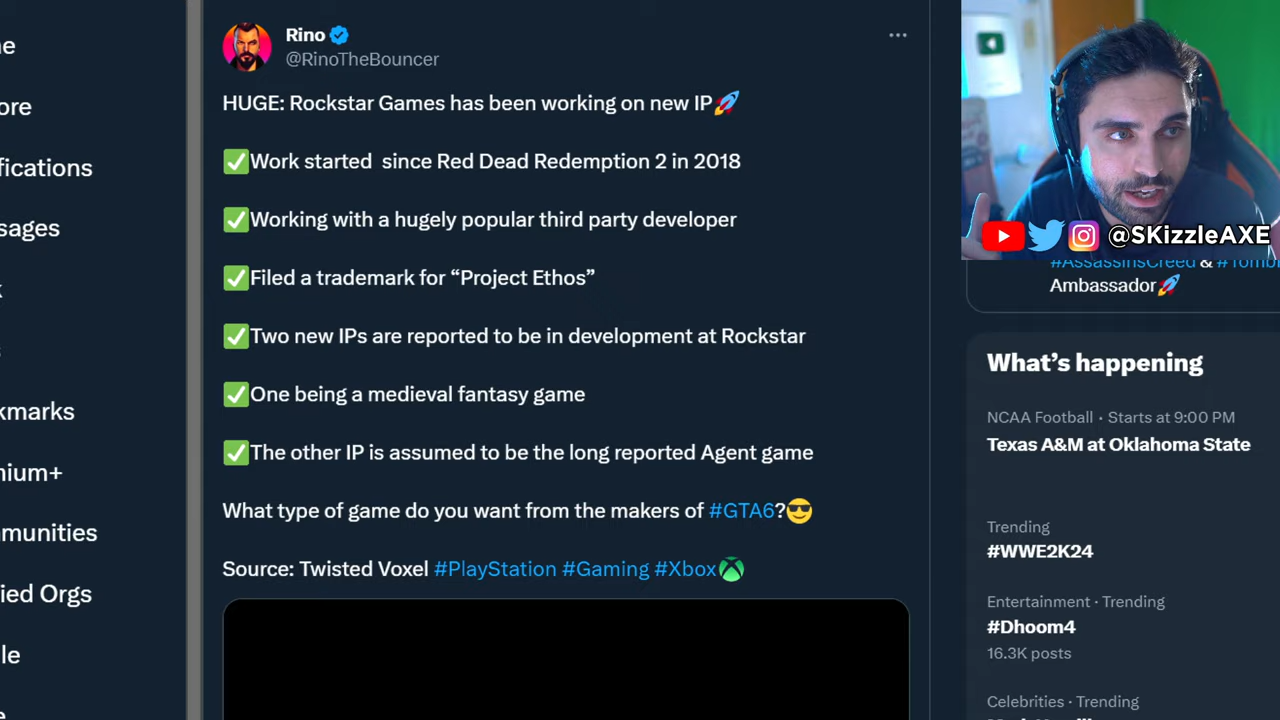 Rino
@RinoTheBouncer
HUGE: Rockstar Games has been working on new IP🚀
✅Work started since Red Dead Redemption 2 in 2018
✅Working with a hugely popular third party developer
✅Filed a trademark for “Project Ethos”
✅Two new IPs are reported to be in development at Rockstar
✅One being a medieval fantasy game
✅The other IP is assumed to be the long reported Agent game
What type of game do you want from the makers of #GTA6?😎
Source: Twisted Voxel #PlayStation #Gaming #Xbox
e
ore
fications
sages
k
s
kmarks
nium+
mmunities
fied Orgs
le
@SKizzleAXE
#AssassinsCreed & #Tombi
Ambassador🚀
What’s happening
NCAA Football · Starts at 9:00 PM
Texas A&M at Oklahoma State
Trending
#WWE2K24
Entertainment · Trending
#Dhoom4
16.3K posts
Celebrities · Trending